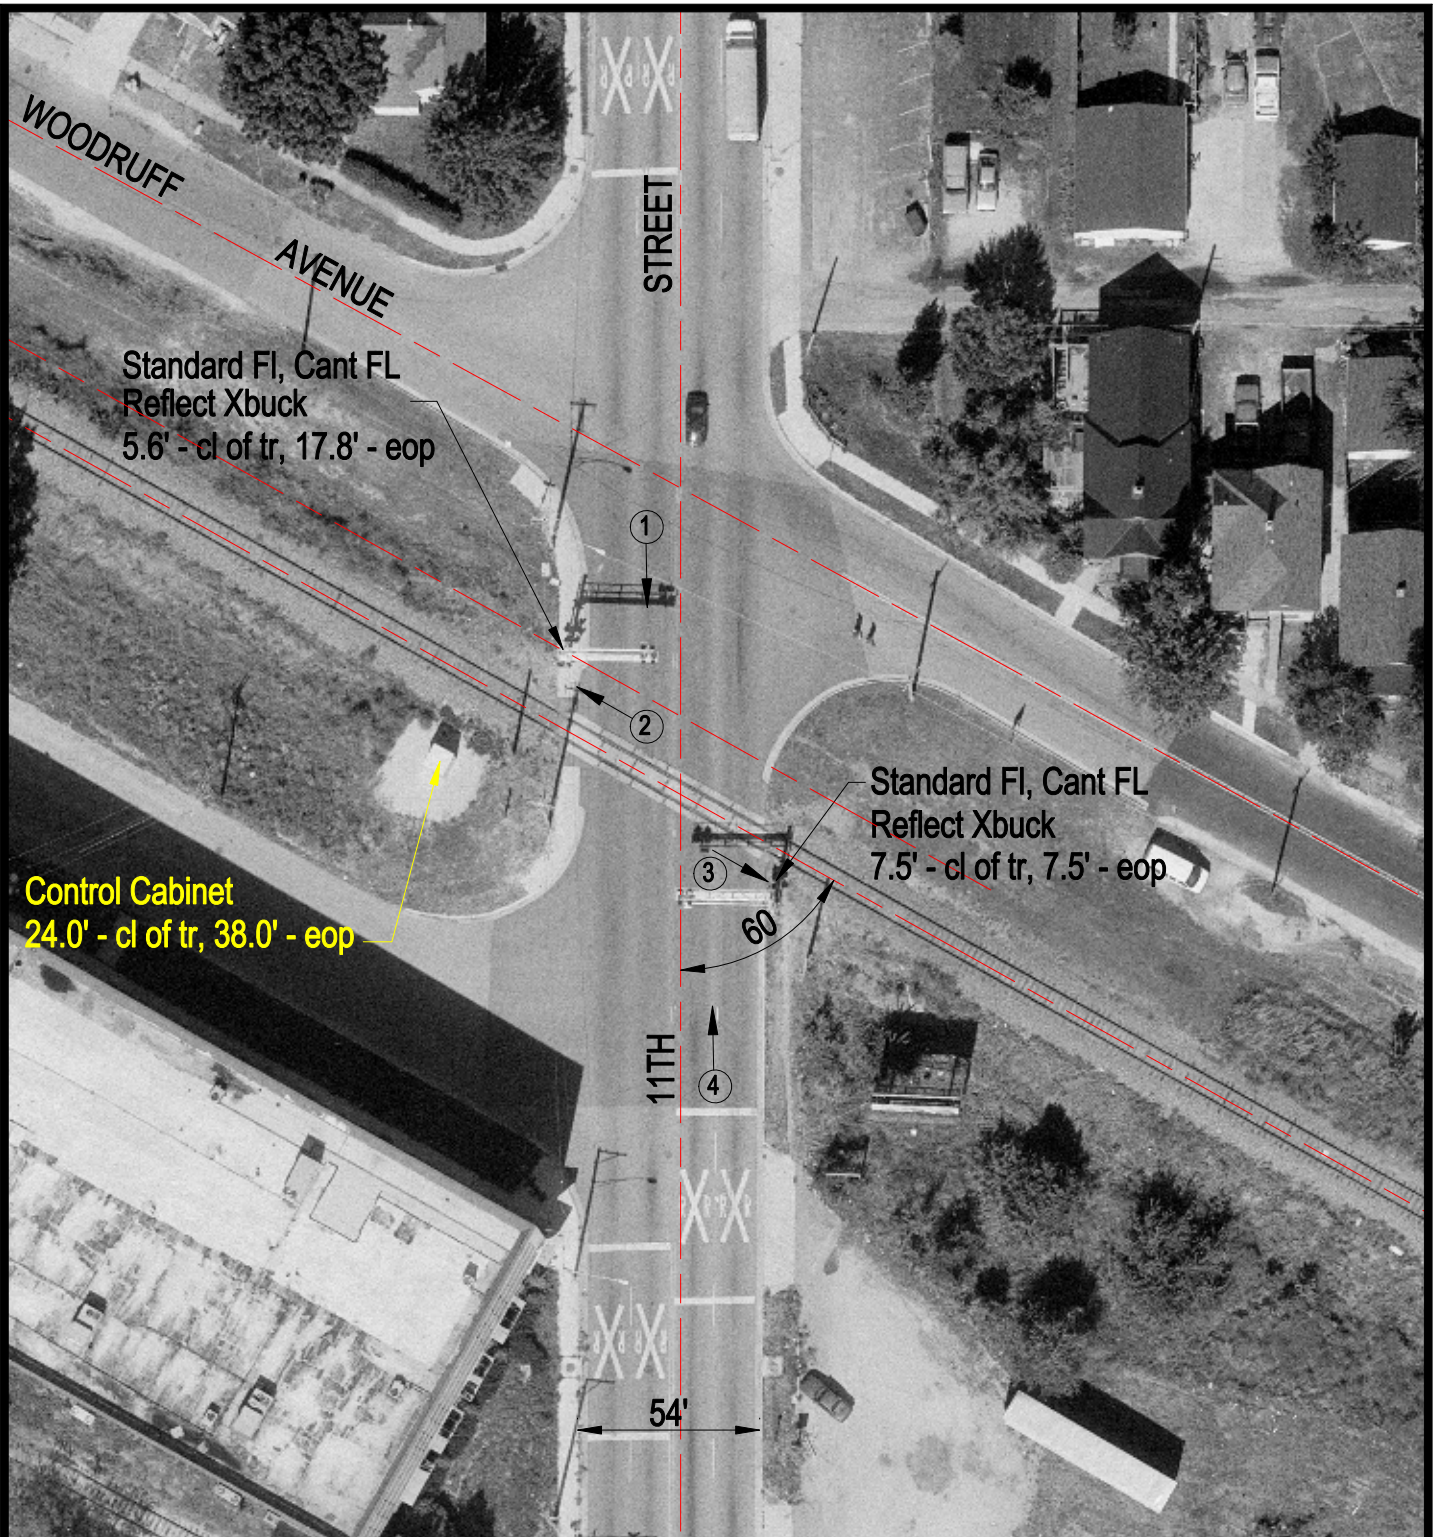 WOODRUFF
AVENUE
STREET
Standard Fl, Cant FL
Reflect Xbuck
5.6' - cl of tr, 17.8' - eop
1
2
Standard Fl, Cant FL
Reflect Xbuck
7.5' - cl of tr, 7.5' - eop
3
60
Control Cabinet
24.0' - cl of tr, 38.0' - eop
11TH
4
54'
R R
R R
R R